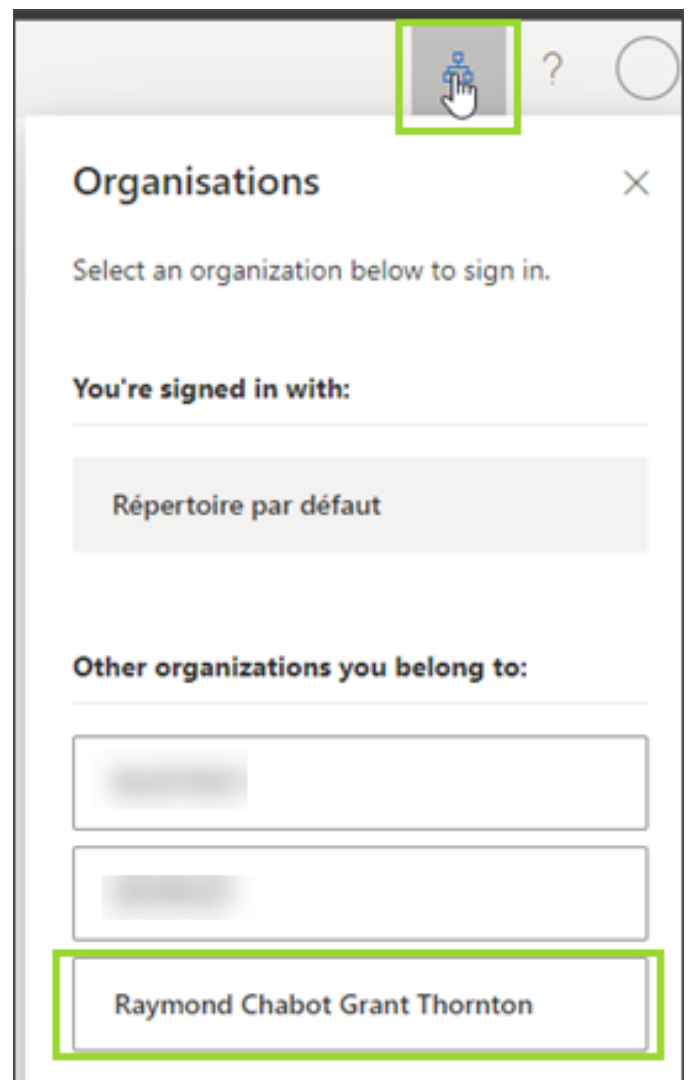 ?
Organisations
Select an organization below to sign in.
You're signed in with:
Répertoire par défaut
Other organizations you belong to:
Raymond Chabot Grant Thornton